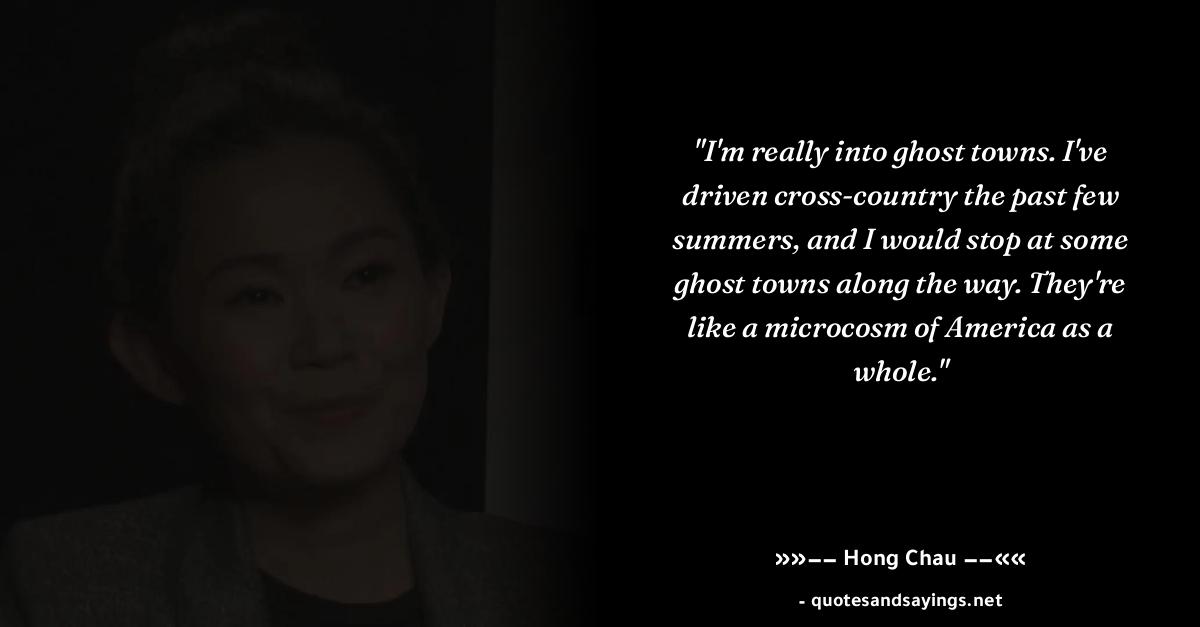 "I'm really into ghost towns. I've
driven cross-country the past few
summers, and I would stop at some
ghost towns along the way. They're
like a microcosm of America as a
whole."
»»–– Hong Chau ––««
- quotesandsayings.net